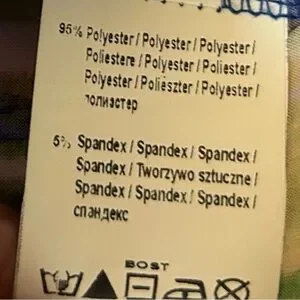 95% Polyester / Polyester / Polyester /
Poliestere / Polyester / Poliester /
Polyester / Poliészter / Polyester /
полиэстер
5% Spandex / Spandex / Spandex /
Spandex / Tworzywo sztuczne /
Spandex / Spandex / Spandex /
спандекс
BOST